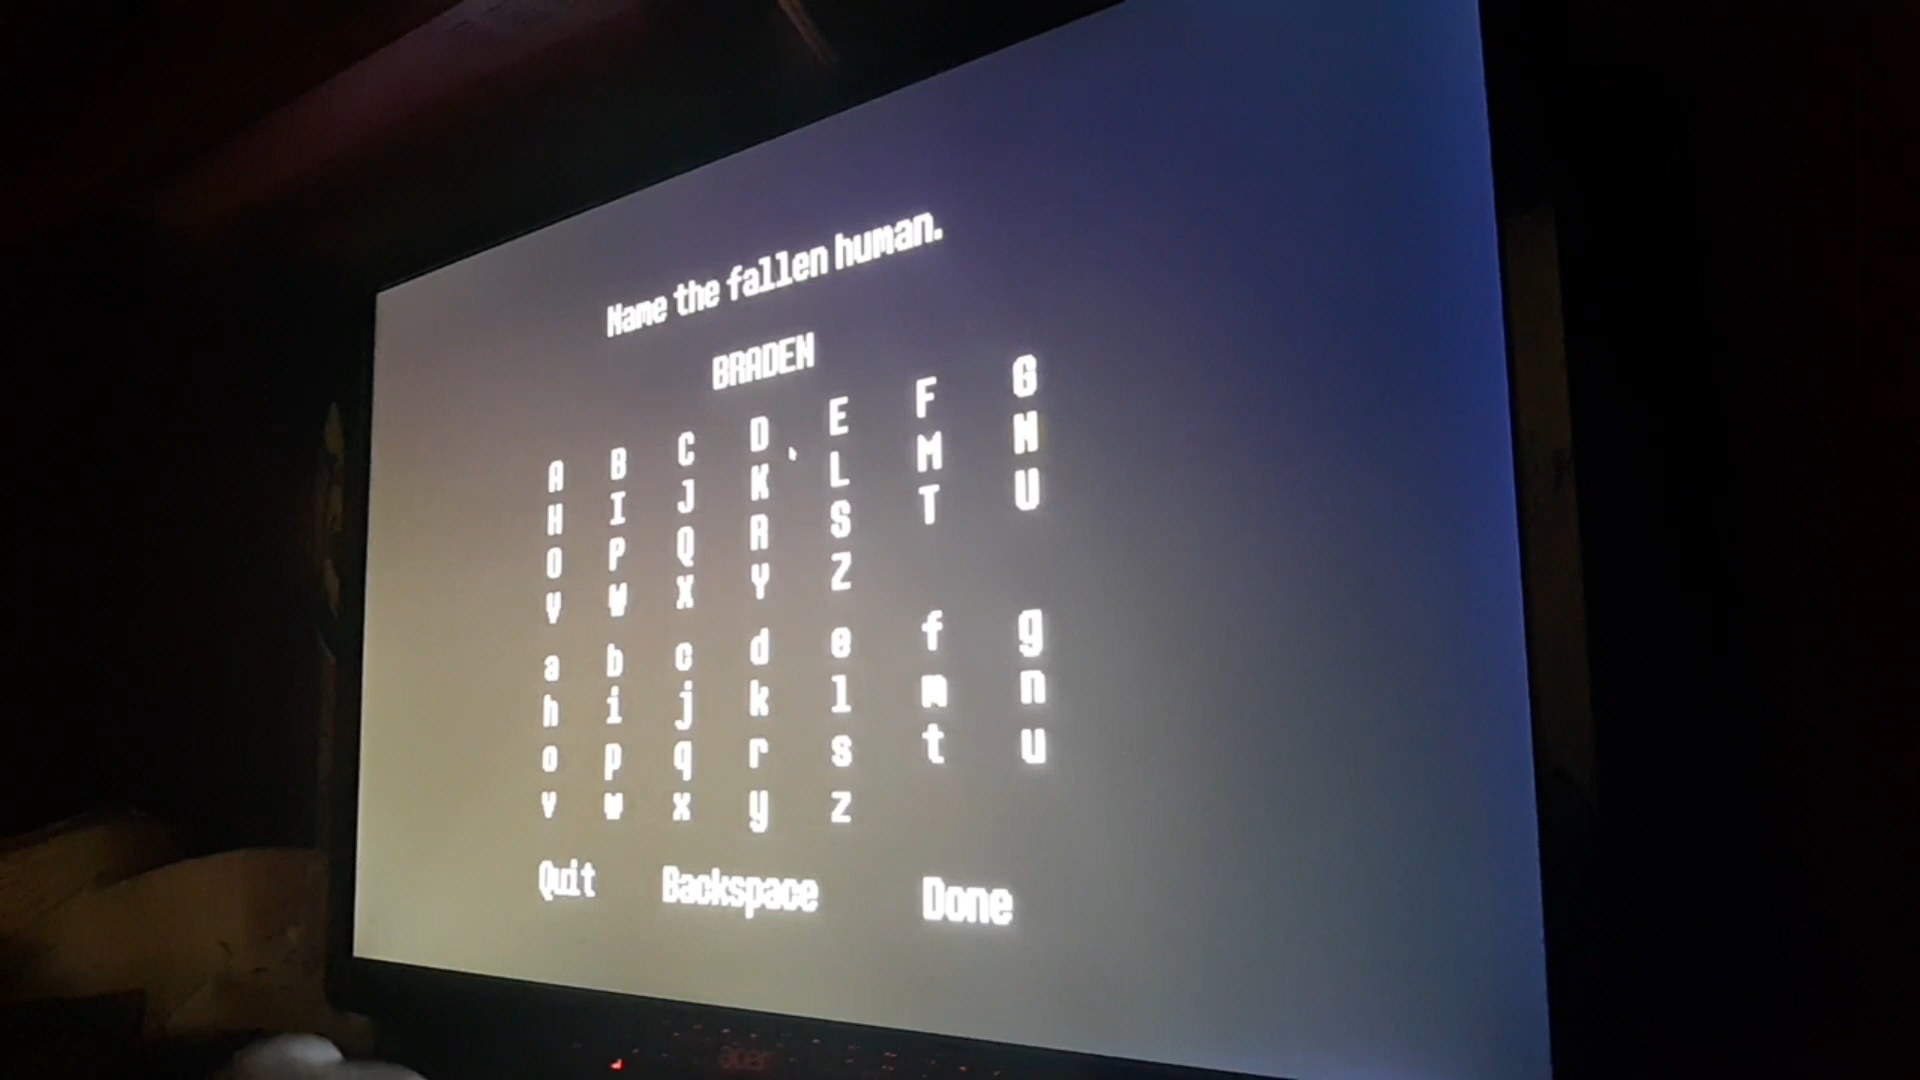 Name the fallen human.
BRADEN
A B C D E F G
H I J K L M N
O P Q R S T U
V W X Y Z
a b c d e f g
h i j k l m n
o p q r s t u
v w x y z
Quit Backspace Done
acer